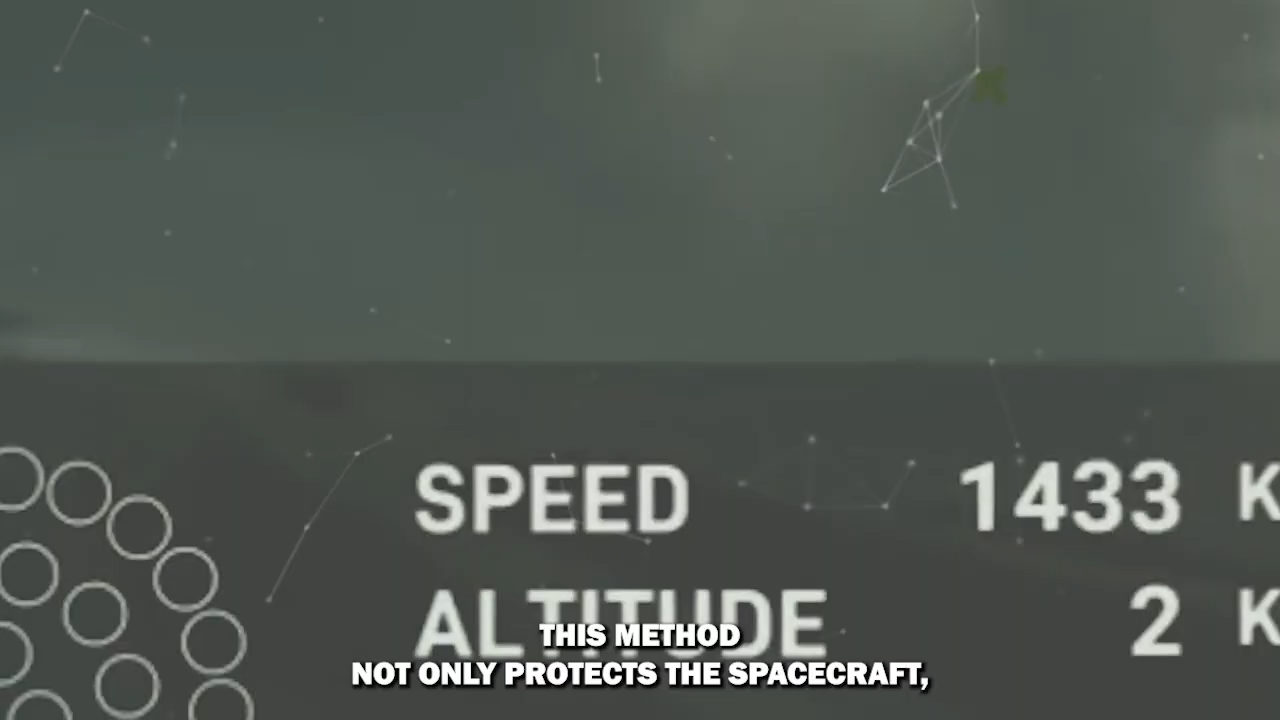 SPEED 1433 K
ALTITUDE 2 K
THIS METHOD
NOT ONLY PROTECTS THE SPACECRAFT,